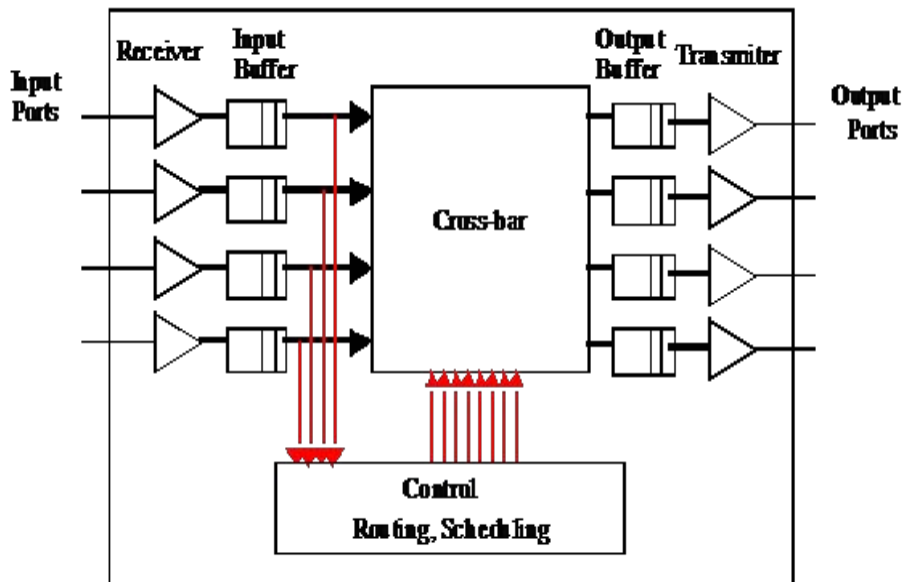 Receiver
Input
Buffer
Output
Buffer
Transmiter
Input
Ports
Output
Ports
Cross-bar
Control
Routing, Scheduling